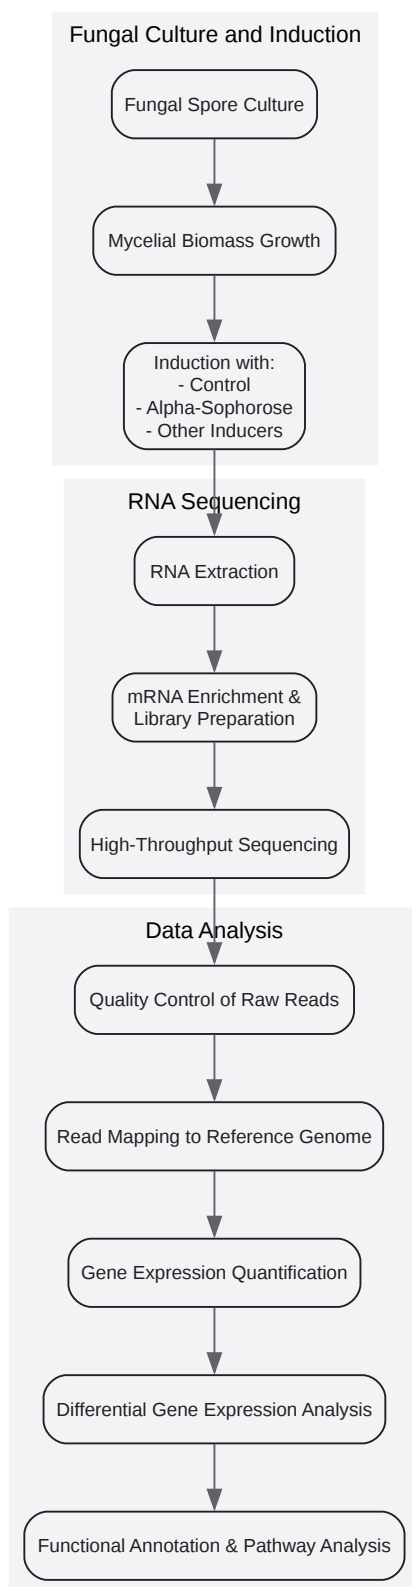 Fungal Culture and Induction
Fungal Spore Culture
Mycelial Biomass Growth
Induction with:
- Control
- Alpha-Sophorose
- Other Inducers
RNA Sequencing
RNA Extraction
mRNA Enrichment &
Library Preparation
High-Throughput Sequencing
Data Analysis
Quality Control of Raw Reads
Read Mapping to Reference Genome
Gene Expression Quantification
Differential Gene Expression Analysis
Functional Annotation & Pathway Analysis